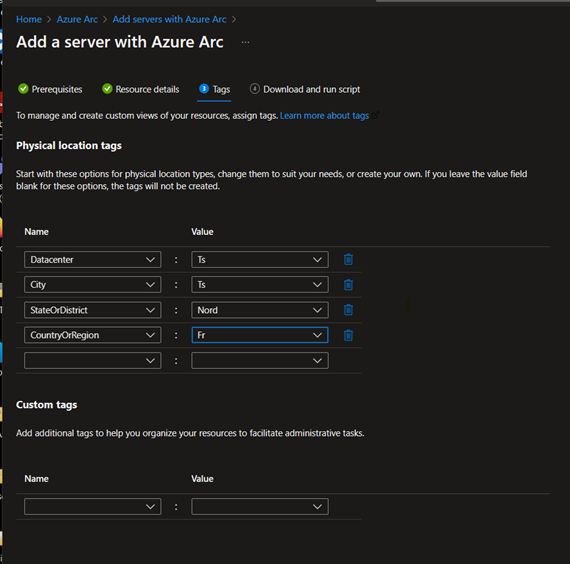 Home > Azure Arc > Add servers with Azure Arc >
Add a server with Azure Arc ...
Prerequisites Resource details 3 Tags 4 Download and run script
To manage and create custom views of your resources, assign tags. Learn more about tags
Physical location tags
Start with these options for physical location types, change them to suit your needs, or create your own. If you leave the value field
blank for these options, the tags will not be created.
Name Value
Datacenter : Ts
City : Ts
StateOrDistrict : Nord
CountryOrRegion : Fr
:
Custom tags
Add additional tags to help you organize your resources to facilitate administrative tasks.
Name Value
: